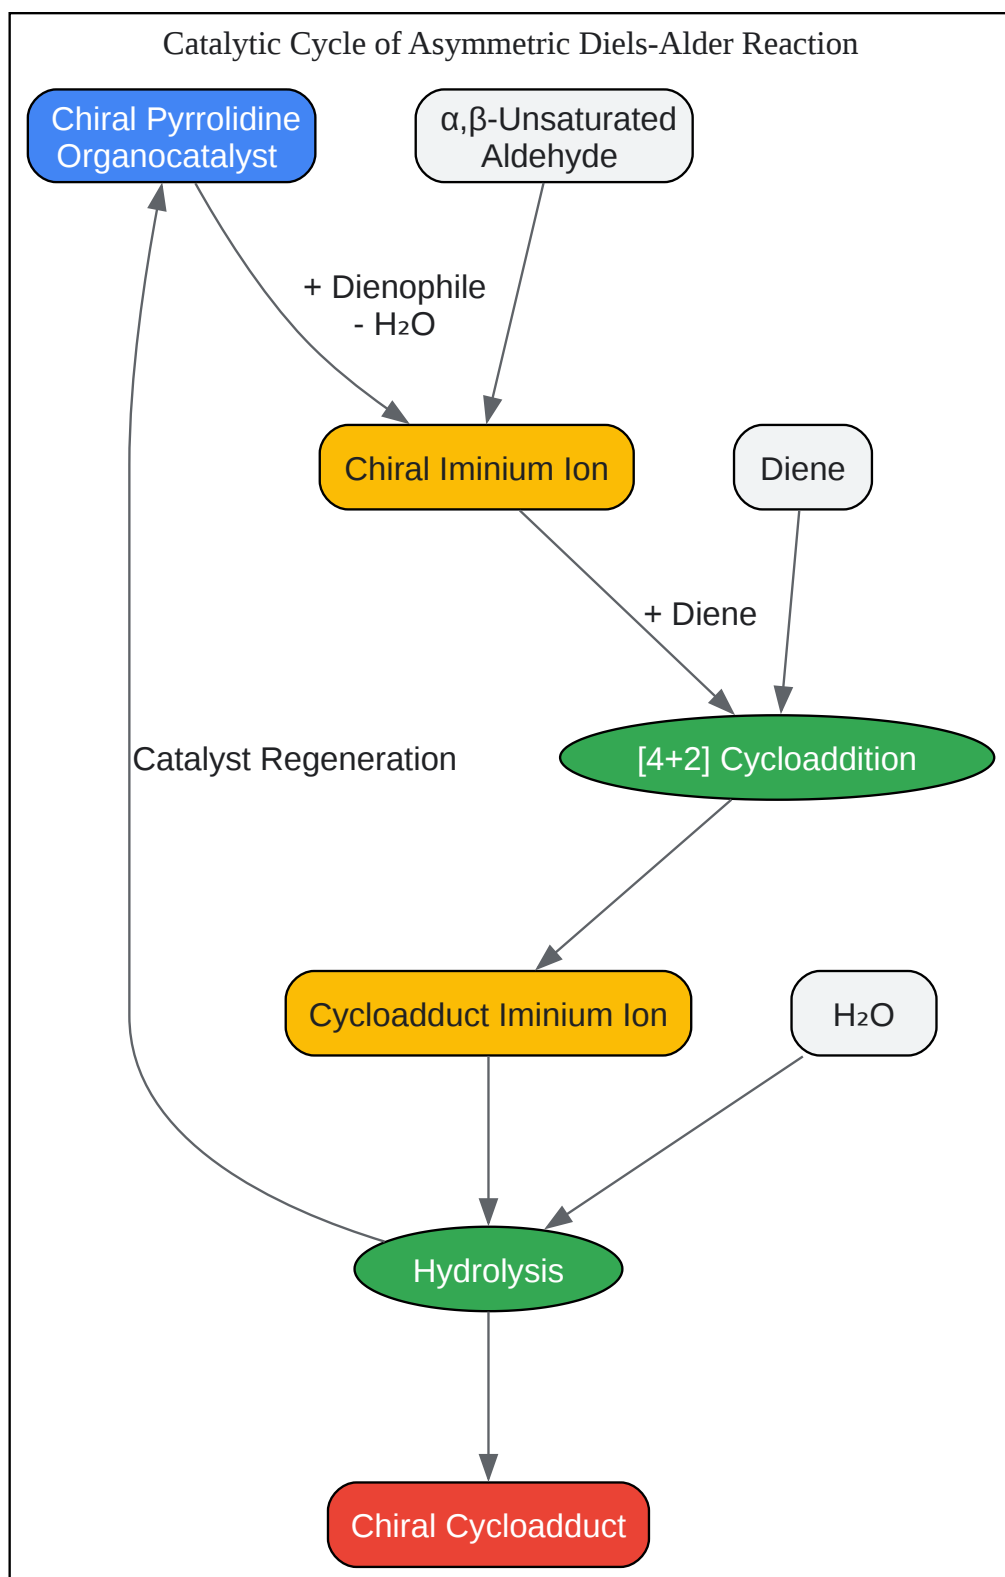 Catalytic Cycle of Asymmetric Diels-Alder Reaction
Chiral Pyrrolidine
Organocatalyst
α,β-Unsaturated
Aldehyde
+ Dienophile
- H₂O
Chiral Iminium Ion
Diene
+ Diene
Catalyst Regeneration
[4+2] Cycloaddition
Cycloadduct Iminium Ion
H₂O
Hydrolysis
Chiral Cycloadduct